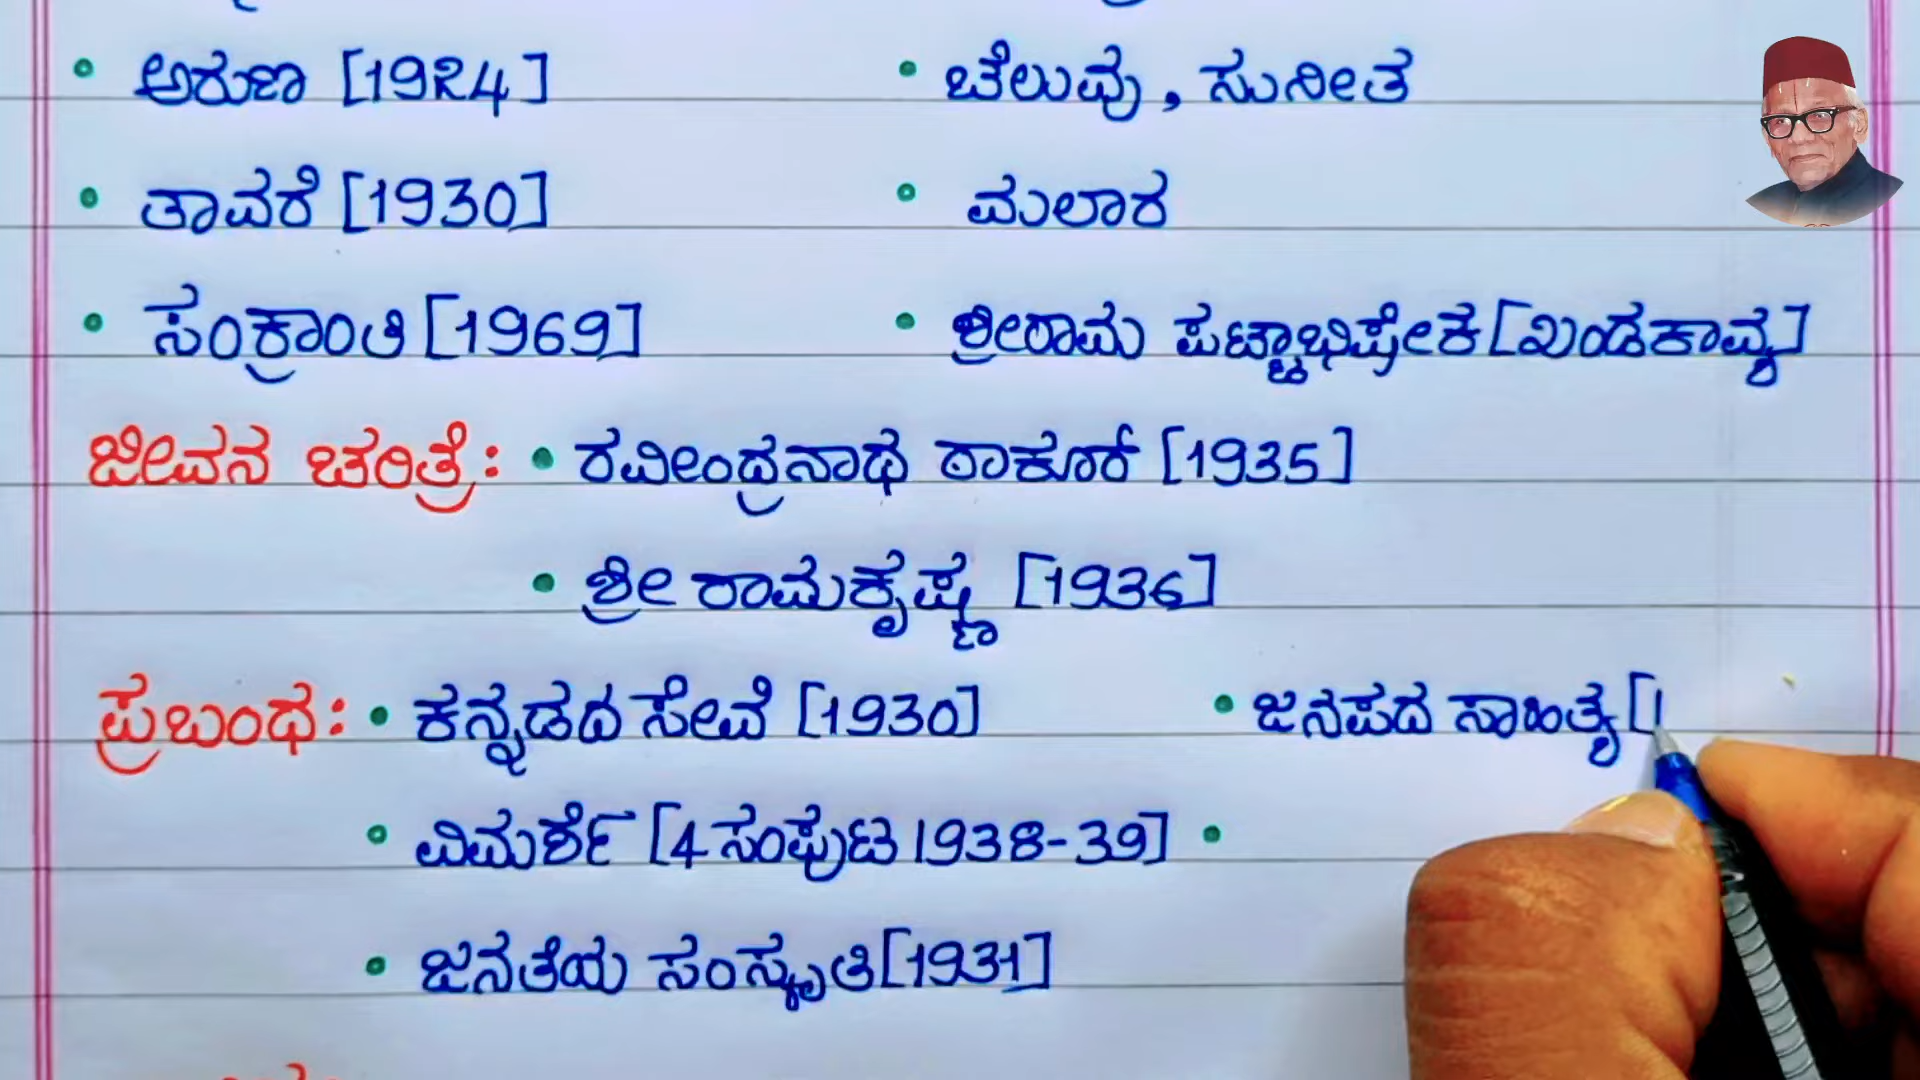 ಅರುಣ [1924] • ಚೆಲುವು, ಸುನೀತ
• ತಾವರೆ [1930] • ಮಲಾರ
• ಸಂಕ್ರಾಂತಿ [1969] • ಶ್ರೀರಾಮ ಪಟ್ಟಾಭಿಷೇಕ [ಖಂಡಕಾವ್ಯ]
ಜೀವನ ಚರಿತ್ರೆ: • ರವೀಂದ್ರನಾಥ ಠಾಕೂರ್ [1935]
• ಶ್ರೀ ರಾಮಕೃಷ್ಣ [1936]
ಪ್ರಬಂಧ: • ಕನ್ನಡದ ಸೇವೆ [1930] • ಜನಪದ ಸಾಹಿತ್ಯ [1
• ವಿಮರ್ಶೆ [4 ಸಂಪುಟ 1938-39] •
• ಜನತೆಯ ಸಂಸ್ಕೃತಿ [1931]